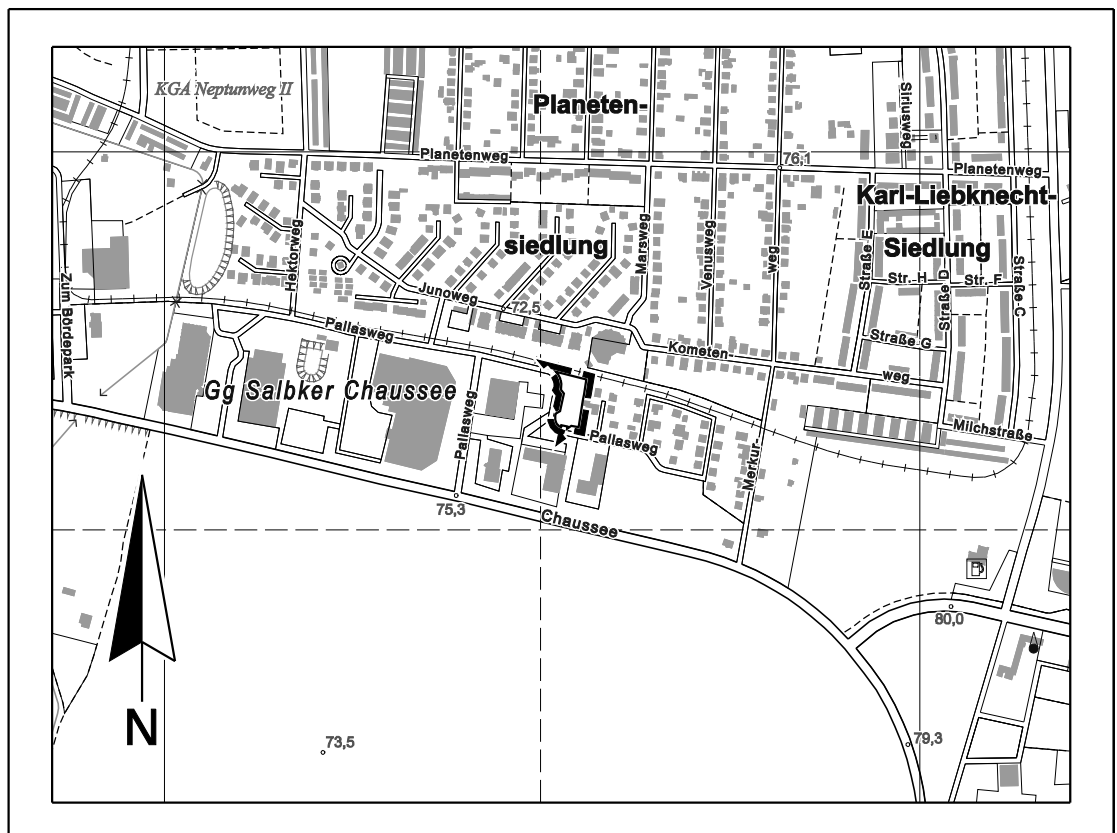 KGA Neptunweg II
Planeten-
Siriusweg
Planetenweg
76,1
Planetenweg
Karl-Liebknecht-
siedlung
Siedlung
Hektorweg
Marsweg
Venusweg
weg
Straße E
Str. H
Straße D
Str. F
Straße C
Zum Bördepark
Junoweg
72,5
Pallasweg
Kometen
weg
Straße G
Gg Salbker Chaussee
Pallasweg
Pallasweg
Merkur-
Milchstraße
75,3
Chaussee
80,0
N
73,5
79,3